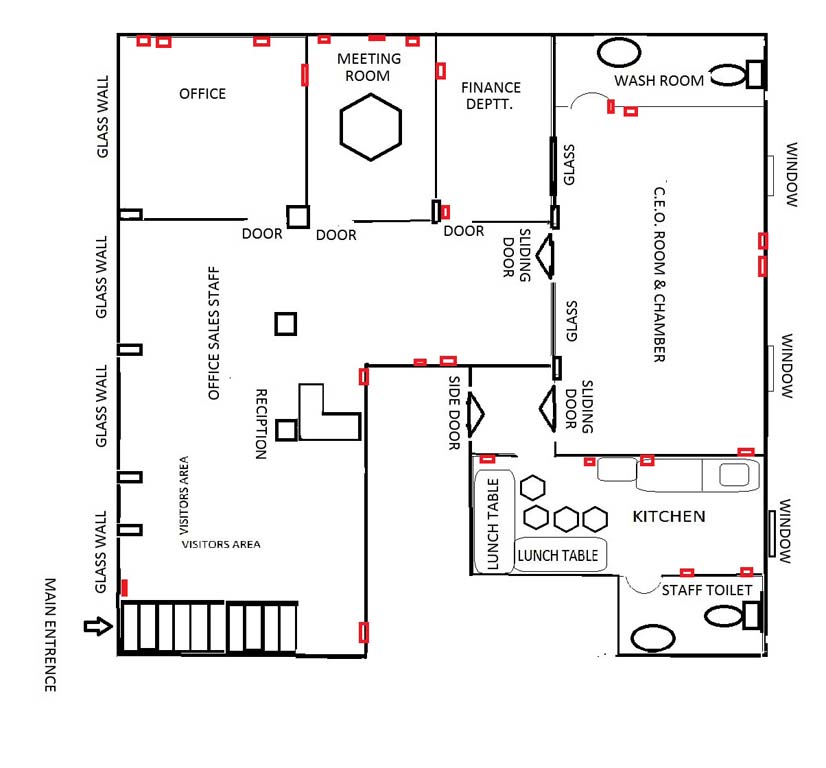 MEETING
ROOM
WASH ROOM
OFFICE
FINANCE
DEPTT.
GLASS WALL
GLASS
WINDOW
C.E.O. ROOM & CHAMBER
DOOR
DOOR
DOOR
SLIDING
DOOR
GLASS WALL
OFFICE SALES STAFF
GLASS
WINDOW
GLASS WALL
RECIPTION
SIDE DOOR
SLIDING
DOOR
VISITORS AREA
VISITORS AREA
GLASS WALL
LUNCH TABLE
LUNCH TABLE
KITCHEN
WINDOW
STAFF TOILET
MAIN ENTRENCE